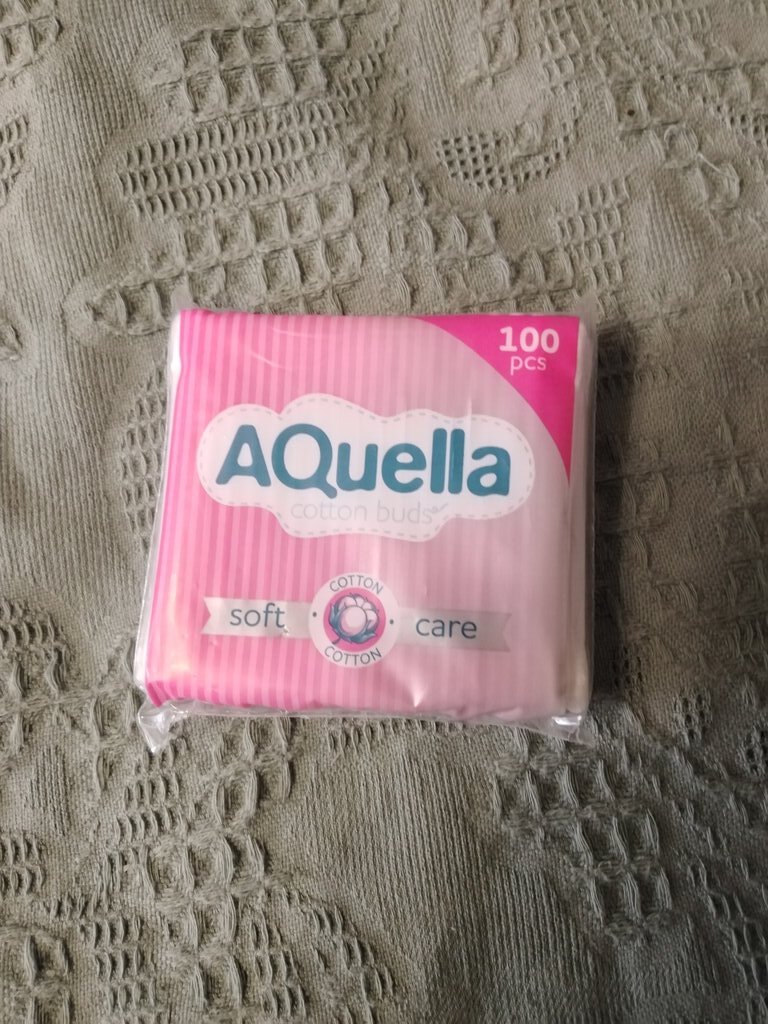 100
pcs
AQuella
cotton buds
COTTON
soft
care
COTTON